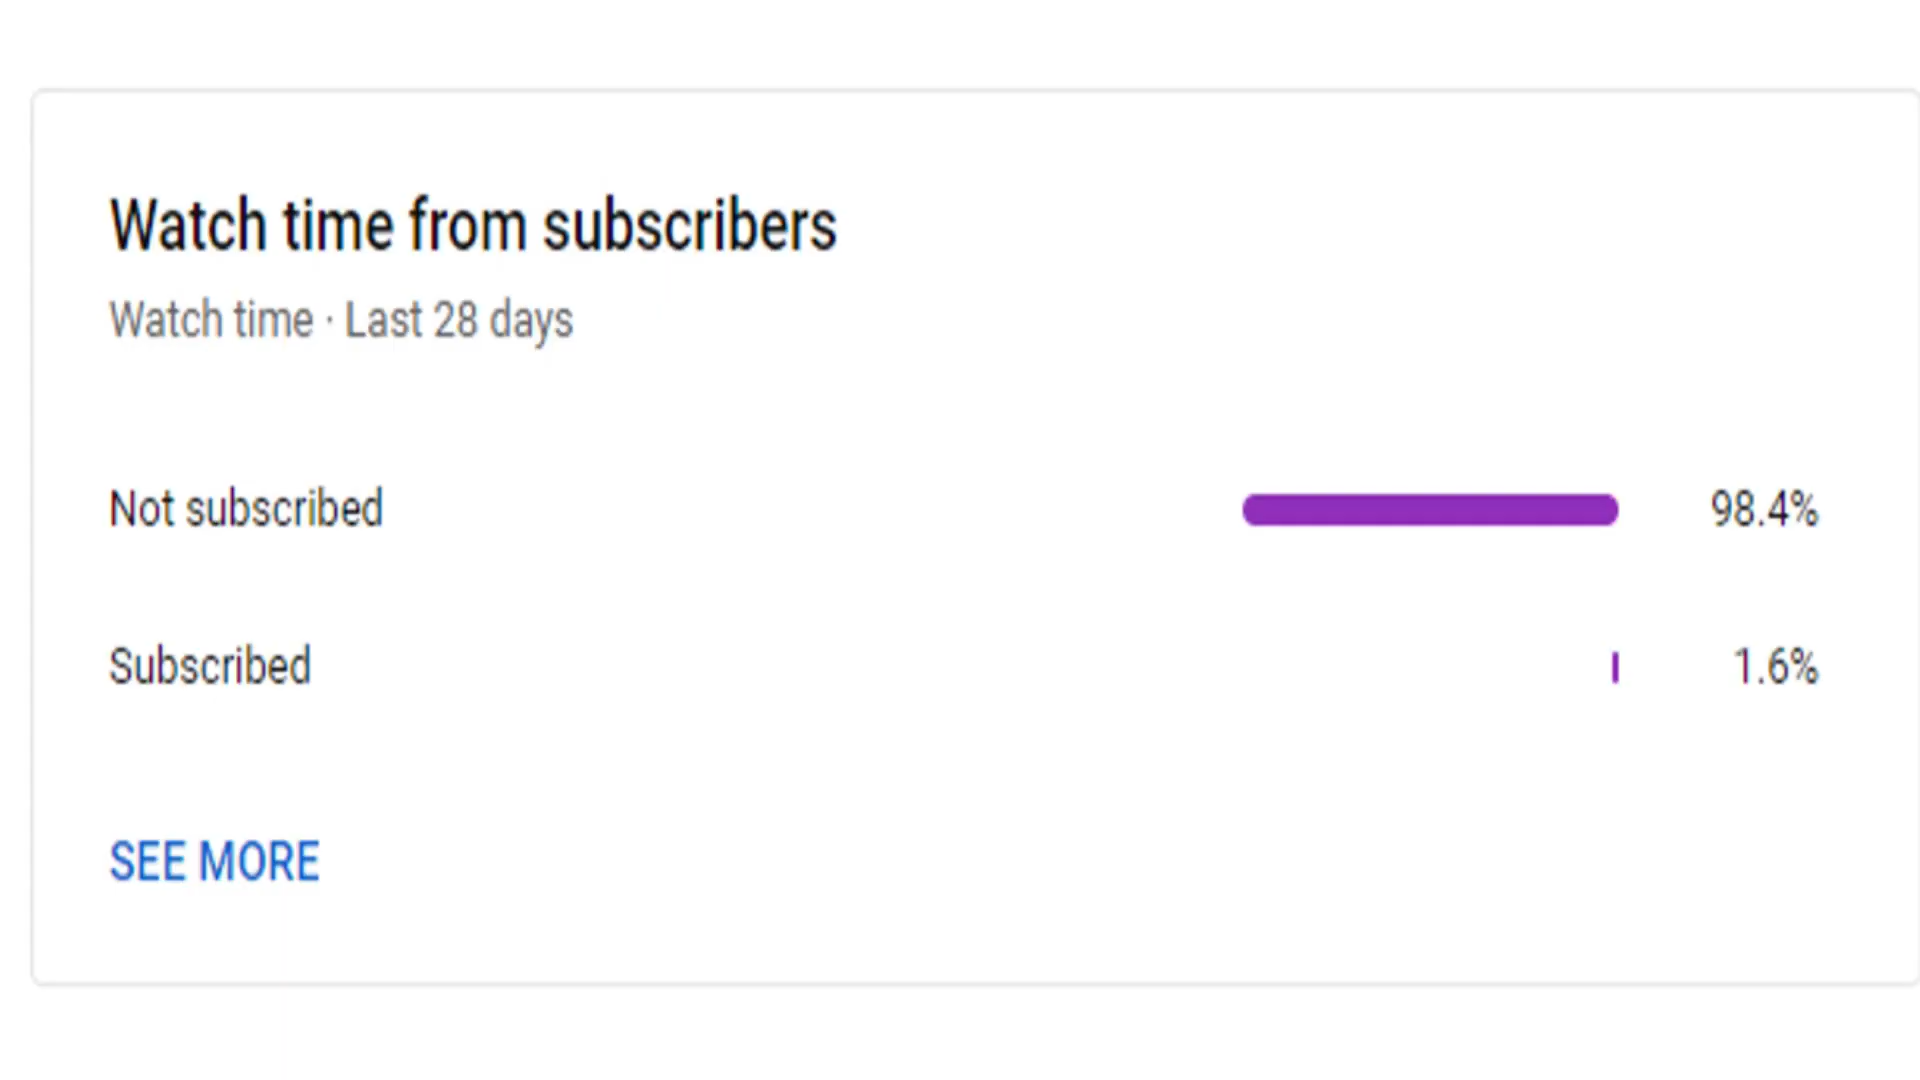 Watch time from subscribers
Watch time · Last 28 days
Not subscribed 98.4%
Subscribed 1.6%
SEE MORE